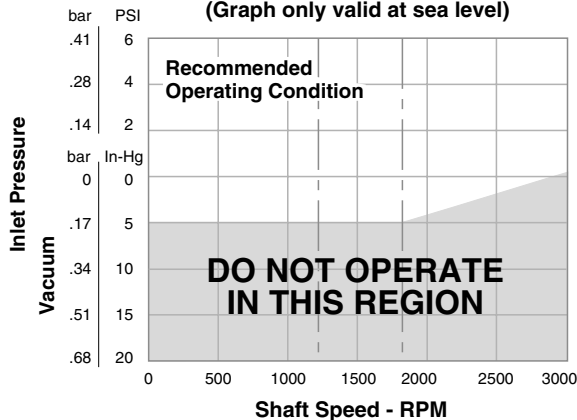 (Graph only valid at sea level)
bar PSI
.41 6
.28 4
.14 2
bar In-Hg
0 0
.17 5
.34 10
.51 15
.68 20
Inlet Pressure
Vacuum
Recommended
Operating Condition
DO NOT OPERATE
IN THIS REGION
0 500 1000 1500 2000 2500 3000
Shaft Speed - RPM